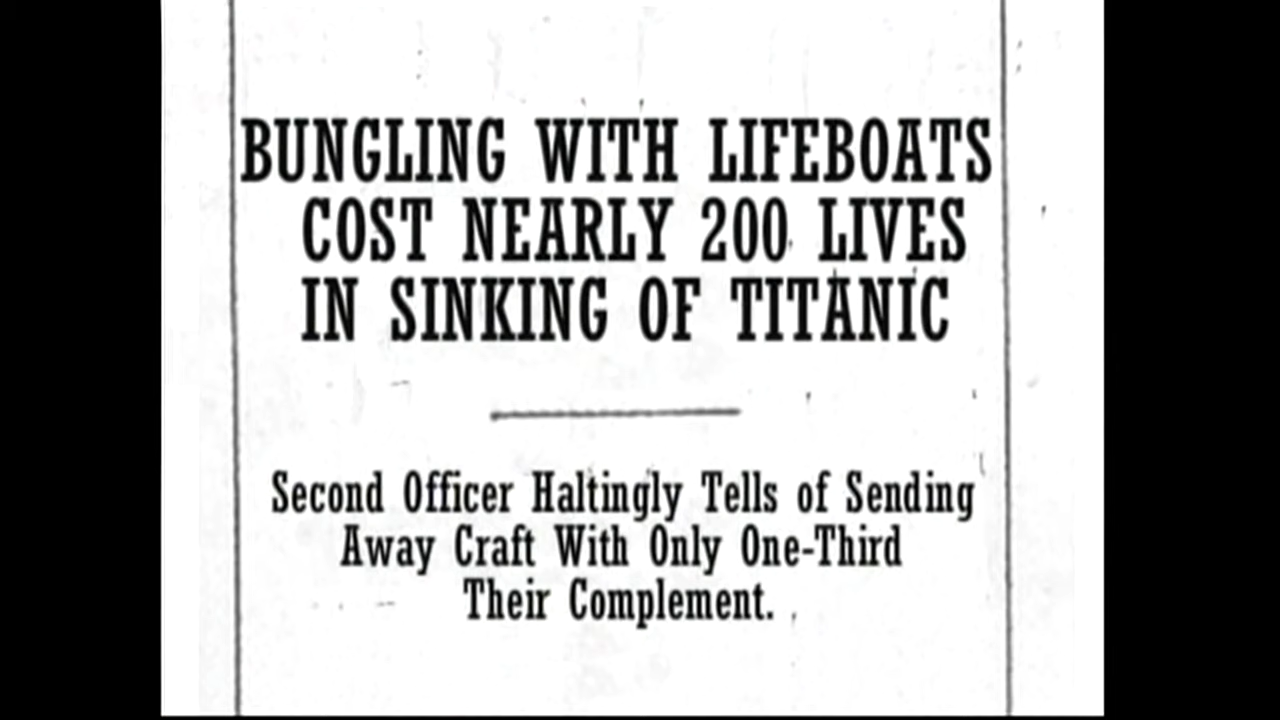 BUNGLING WITH LIFEBOATS
COST NEARLY 200 LIVES
IN SINKING OF TITANIC
Second Officer Haltingly Tells of Sending
Away Craft With Only One-Third
Their Complement.